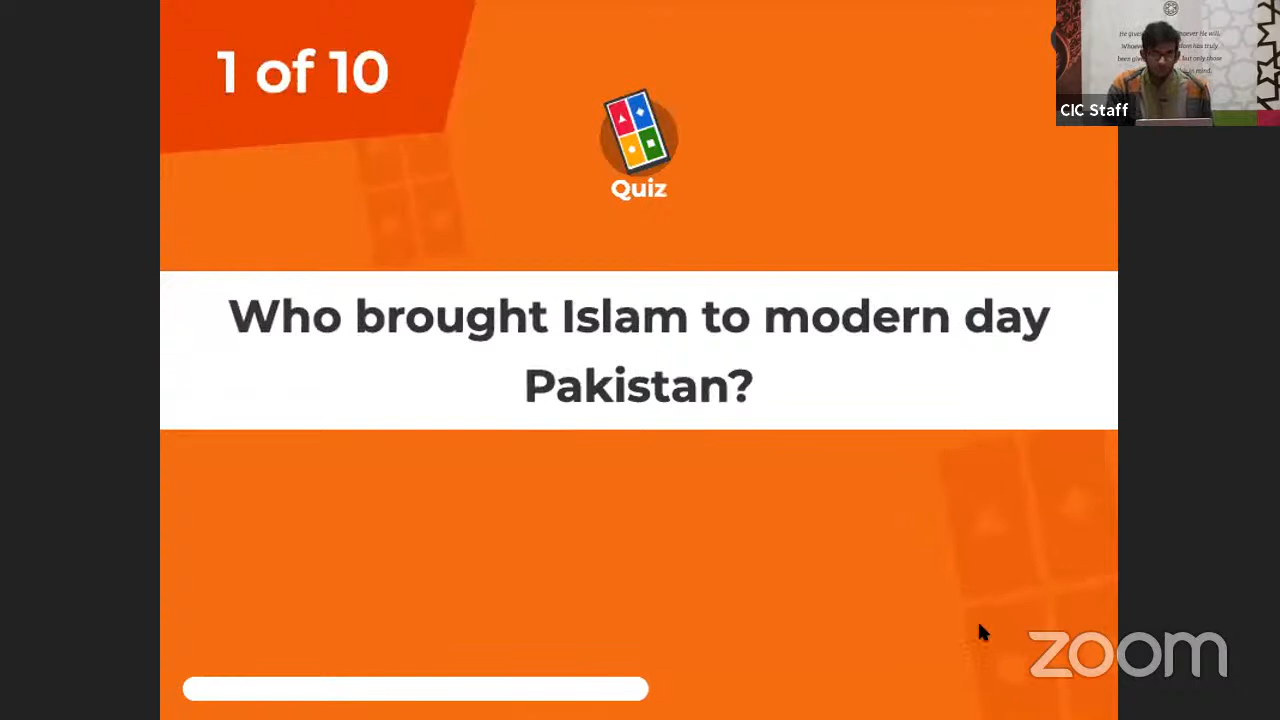 1 of 10
Quiz
Who brought Islam to modern day
Pakistan?
CIC Staff
zoom